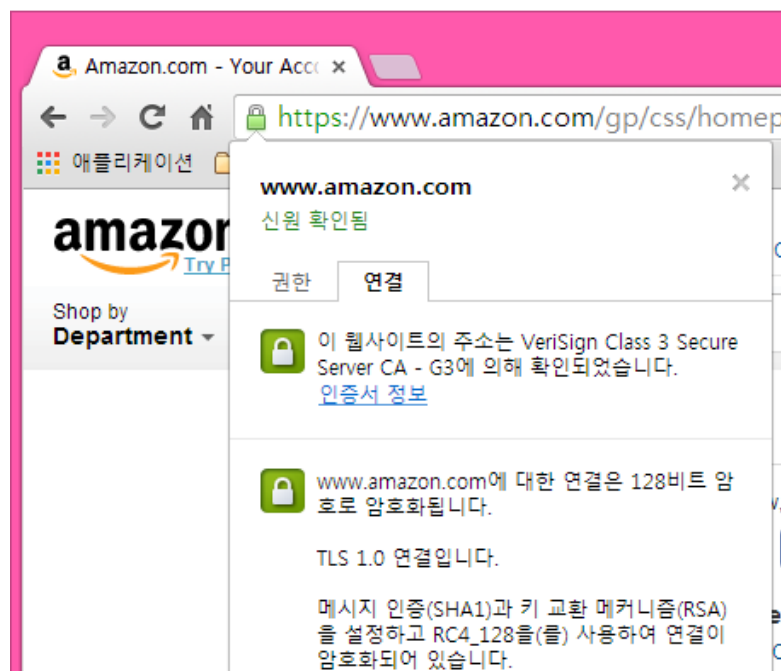 Amazon.com - Your Acc
https://www.amazon.com/gp/css/homep
애플리케이션
www.amazon.com
신원 확인됨
amazon
Try P
권한
연결
Shop by
Department
이 웹사이트의 주소는 VeriSign Class 3 Secure
Server CA - G3에 의해 확인되었습니다.
인증서 정보
www.amazon.com에 대한 연결은 128비트 암
호로 암호화됩니다.
TLS 1.0 연결입니다.
메시지 인증(SHA1)과 키 교환 메커니즘(RSA)
을 설정하고 RC4_128을(를) 사용하여 연결이
암호화되어 있습니다.